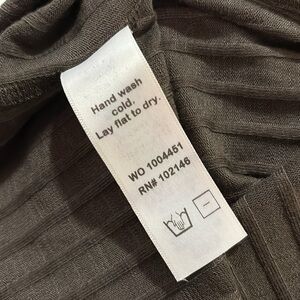 Hand wash
cold.
Lay flat to dry.
WO 1004451
RN# 102146